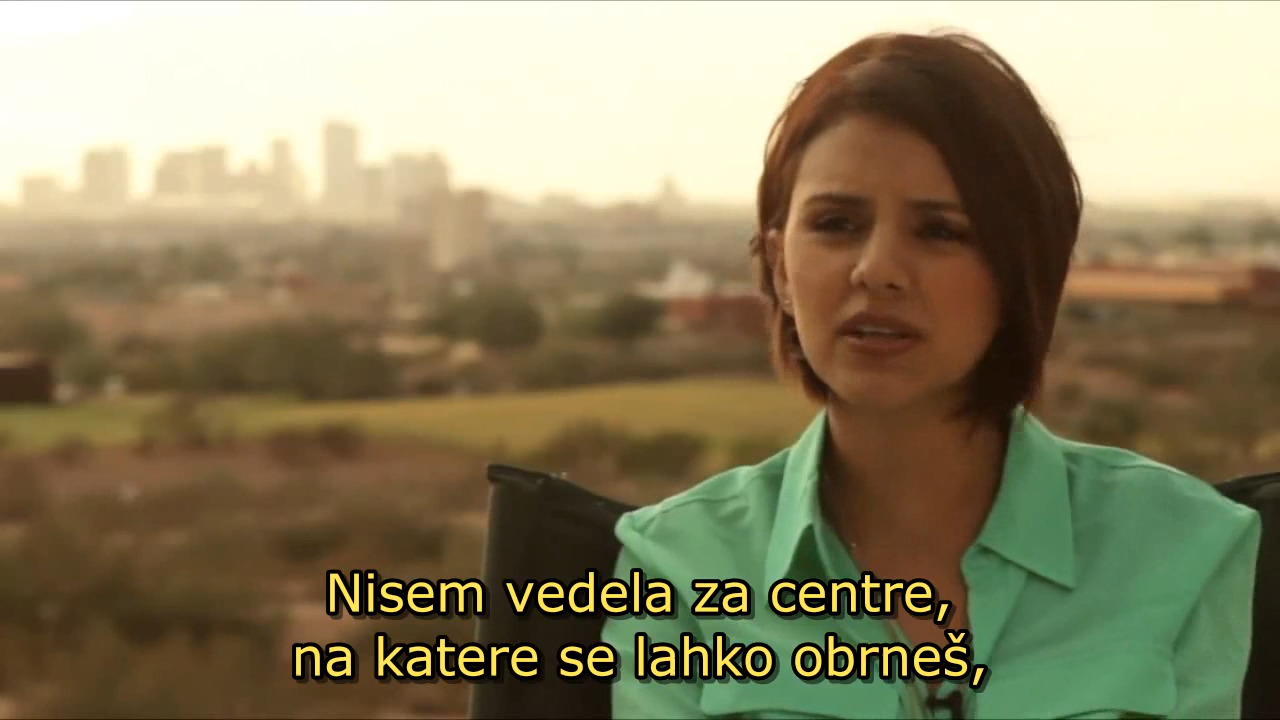 Nisem vedela za centre,
na katere se lahko obrneš,